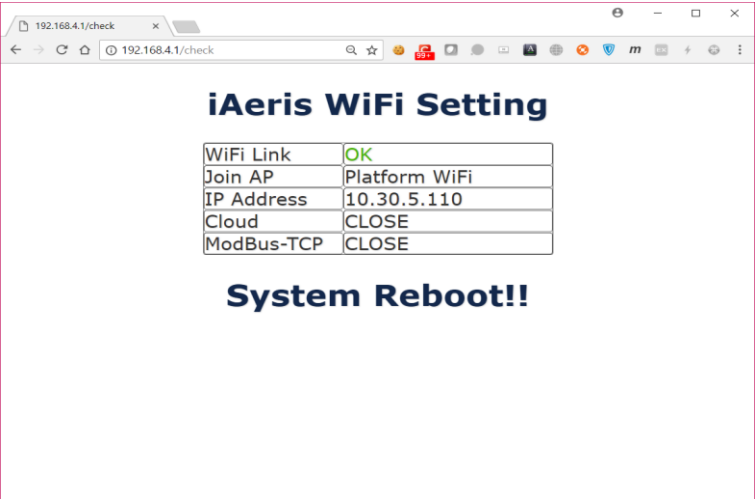 192.168.4.1/check
192.168.4.1/check
99+
m
iAeris WiFi Setting
WiFi Link OK
Join AP Platform WiFi
IP Address 10.30.5.110
Cloud CLOSE
ModBus-TCP CLOSE
System Reboot!!